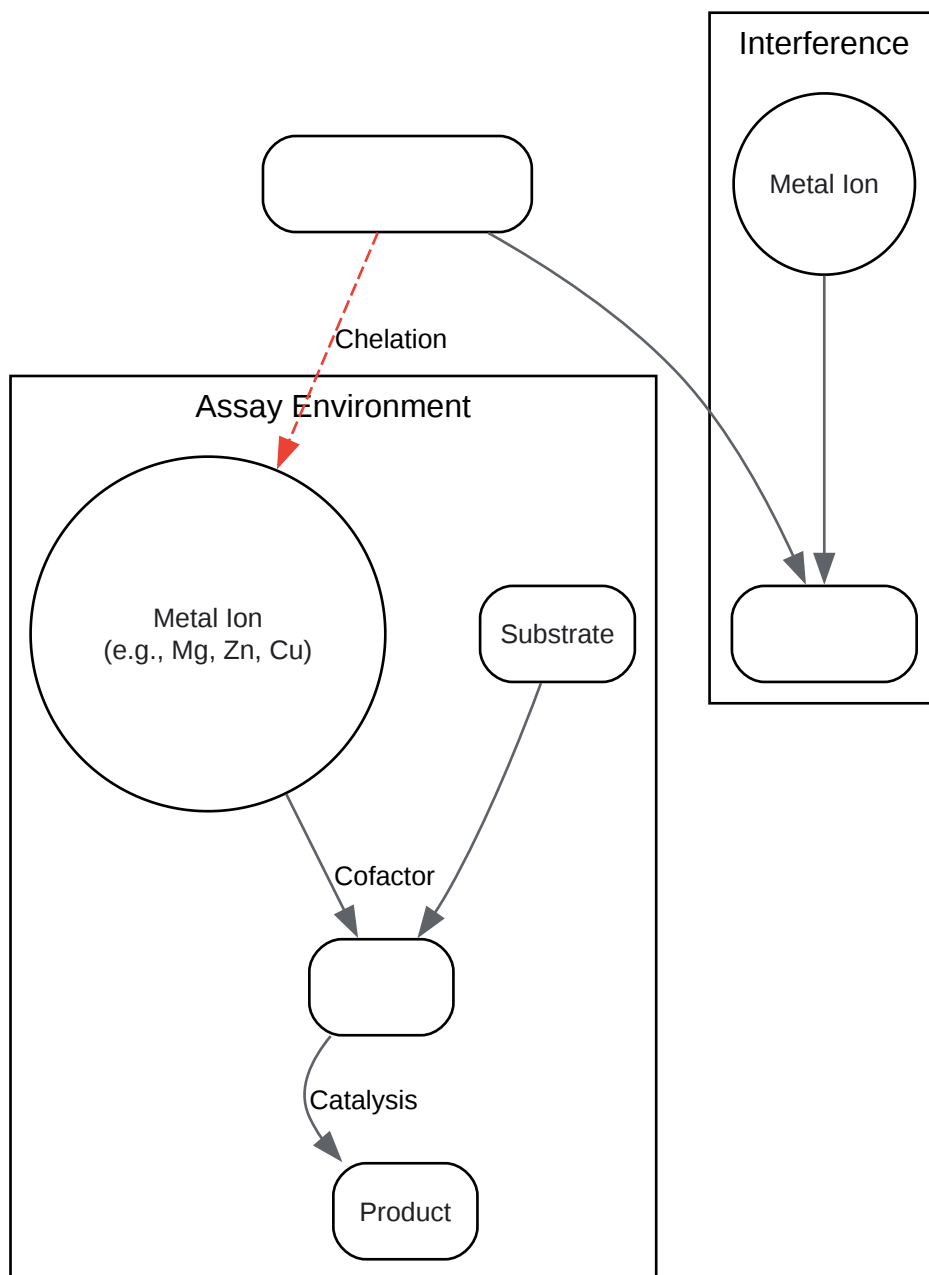 Interference
Metal Ion
Chelation
Assay Environment
Metal Ion
(e.g., Mg, Zn, Cu)
Substrate
Cofactor
Catalysis
Product